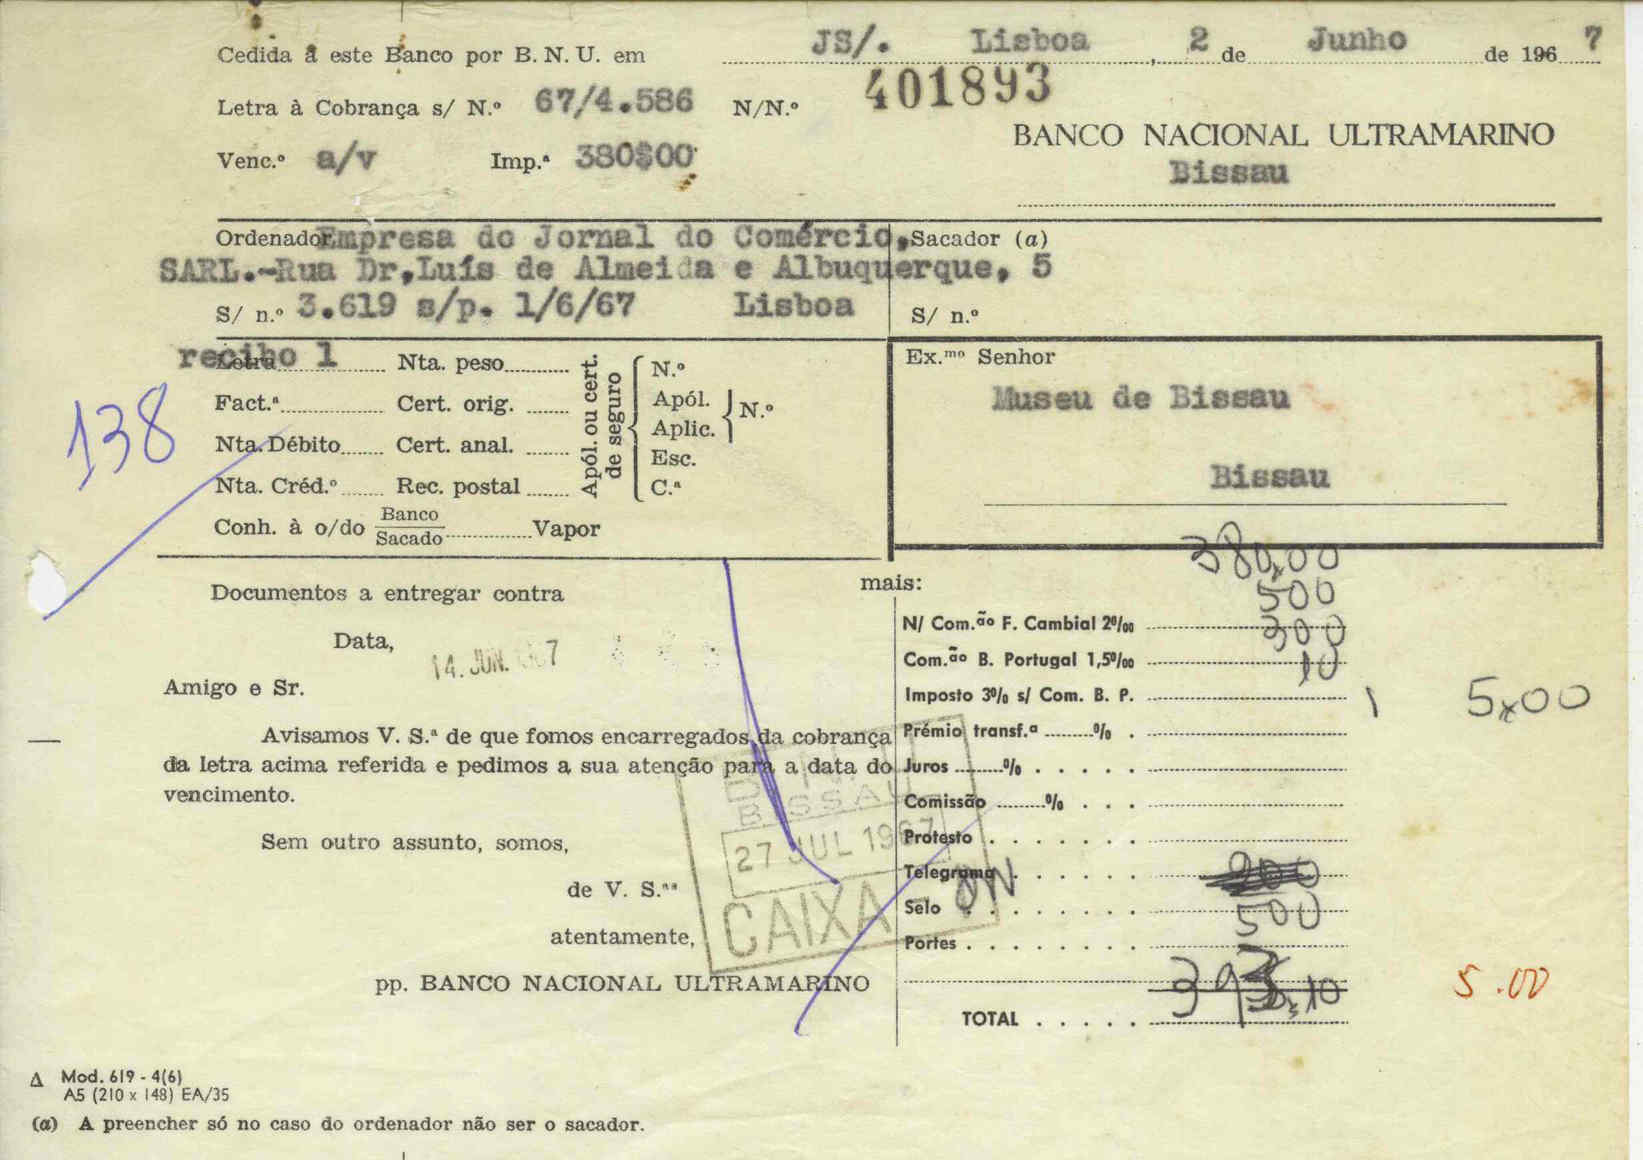 Cedida a este Banco por B. N. U. em JS/. Lisboa, 2 de Junho de 1967
Letra à Cobrança s/ N.º 67/4.586 N/N.º 401893
BANCO NACIONAL ULTRAMARINO
Venc.º a/v Imp.ª 380$00
Bissau
Ordenador Empresa do Jornal do Comércio, Sacador (a)
SARL.-Rua Dr,Luís de Almeida e Albuquerque, 5
S/ n.º 3.619 s/p. 1/6/67 Lisboa S/ n.º
Letra recibo 1 Nta. peso
Fact.ª Cert. orig.
Nta. Débito Cert. anal.
Nta. Créd.º Rec. postal
Conh. à o/do Banco Sacado Vapor
138
Apól. ou cert. de seguro
N.º
Apól.
Aplic.
N.º
Esc.
C.ª
Ex.mo Senhor
Museu de Bissau
Bissau
Documentos a entregar contra
Data, 14. JUN. 1967
Amigo e Sr.
Avisamos V. S.ª de que fomos encarregados da cobrança
da letra acima referida e pedimos a sua atenção para a data do
vencimento.
Sem outro assunto, somos,
de V. S.as
atentamente,
pp. BANCO NACIONAL ULTRAMARINO
BISSAU
27 JUL 1967
CAIXA
mais:
380,00
500
N/ Com.ão F. Cambial 2º/oo 300
Com.ão B. Portugal 1,5º/oo 10
Imposto 3% s/ Com. B. P.
5,00
Prémio transf.ª % .
Juros % . . . . .
Comissão % . . .
Protesto . . . . . . .
Telegrama . . . . . . 200
Selo . . . . . . . . 500
Portes . . . . . . . .
5.00
TOTAL . . . . .
Δ Mod. 619 - 4(6)
A5 (210 x 148) EA/35
(a) A preencher só no caso do ordenador não ser o sacador.